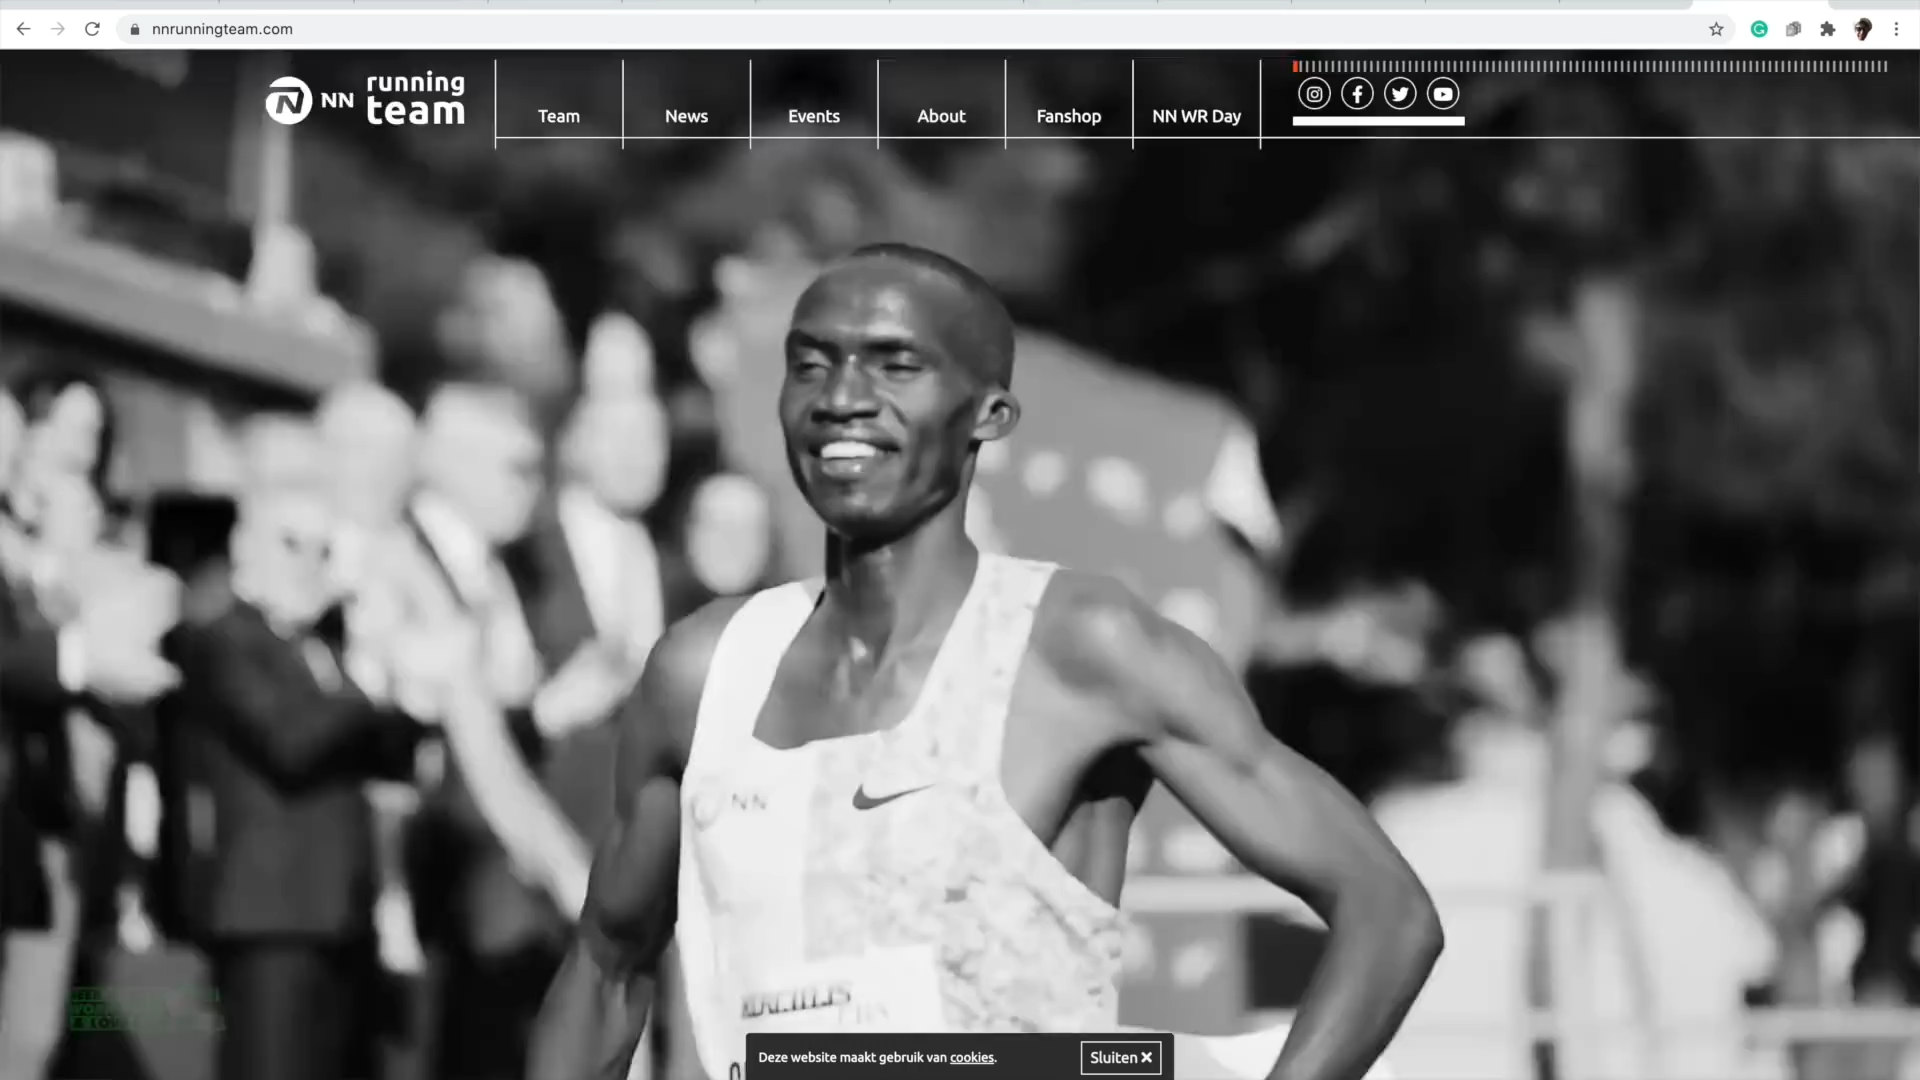 nnrunningteam.com
NN running team
Team
News
Events
About
Fanshop
NN WR Day
NN
Deze website maakt gebruik van cookies.
Sluiten